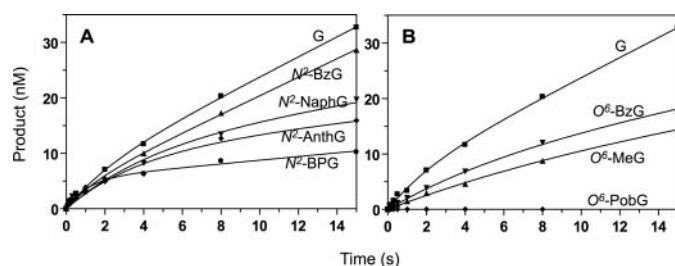 A
B
Product (nM)
30
20
10
0
0 2 4 6 8 10 12 14
G
N²-BzG
N²-NaphG
N²-AnthG
N²-BPG
30
20
10
0
0 2 4 6 8 10 12 14
G
O⁶-BzG
O⁶-MeG
O⁶-PobG
Time (s)